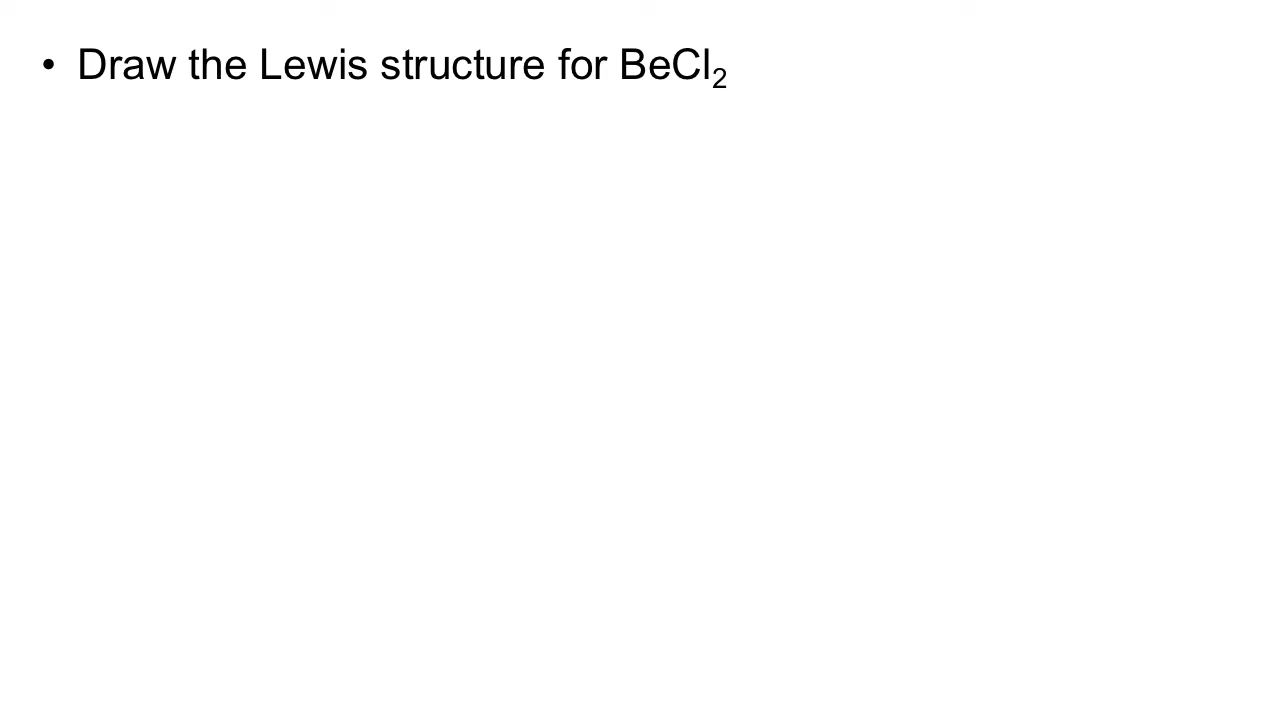 • Draw the Lewis structure for BeCl₂